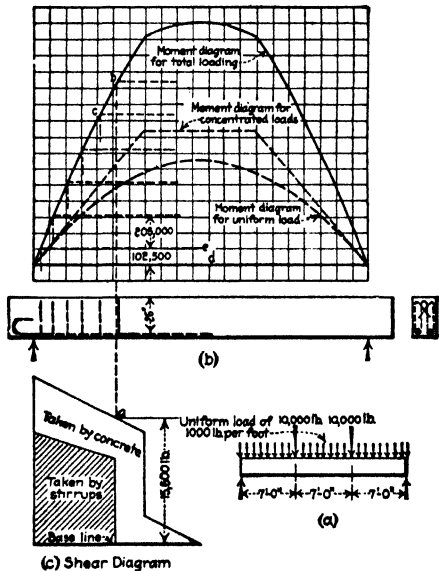 Moment diagram
for total loading
b
c
Moment diagram for
concentrated loads
Moment diagram
for uniform load
205,000
e
d
102,500
26"
(b)
a
Taken by concrete
15,600 lb.
Taken by
stirrups
Base line
(c) Shear Diagram
Uniform load of
1000 lb per foot
10,000 lb. 10,000 lb.
7'-0" 7'-0" 7'-0"
(a)